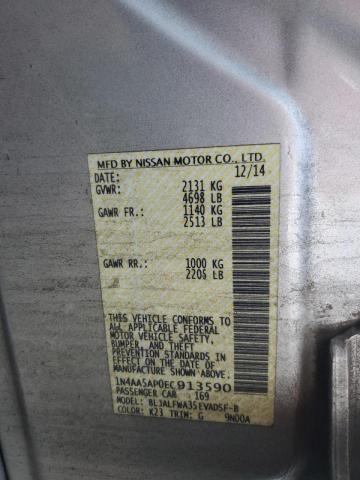 MFD BY NISSAN MOTOR CO., LTD.
DATE: 12/14
GVWR: 2131 KG
4698 LB
GAWR FR.: 1140 KG
2513 LB
GAWR RR.: 1000 KG
2205 LB
THIS VEHICLE CONFORMS TO ALL APPLICABLE FEDERAL
MOTOR VEHICLE SAFETY,
BUMPER, AND THEFT
PREVENTION STANDARDS IN
EFFECT ON THE DATE OF
MANUFACTURE SHOWN ABOVE.
1N4AA5AP0EC913590
PASSENGER CAR 169
MODEL: BLJALFWA35EVAD5F-B
COLOR: K23 TRIM: G 9N00A